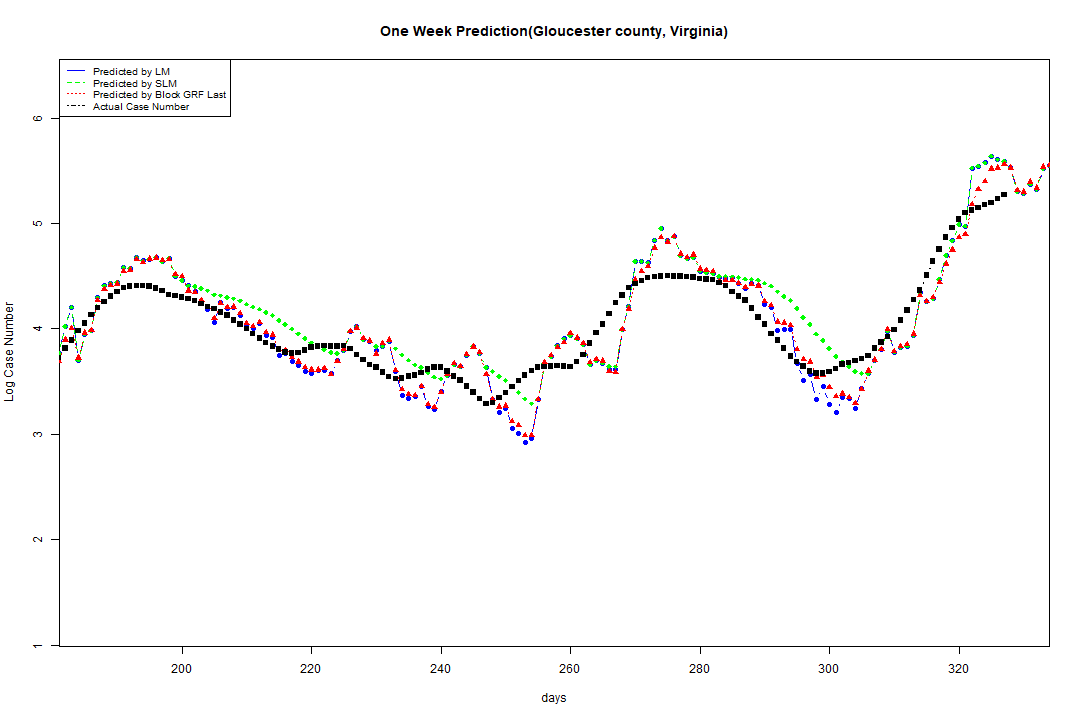 One Week Prediction(Gloucester county, Virginia)
Predicted by LM
Predicted by SLM
Predicted by Block GRF Last
Actual Case Number
6
5
4
3
2
1
Log Case Number
200 220 240 260 280 300 320
days